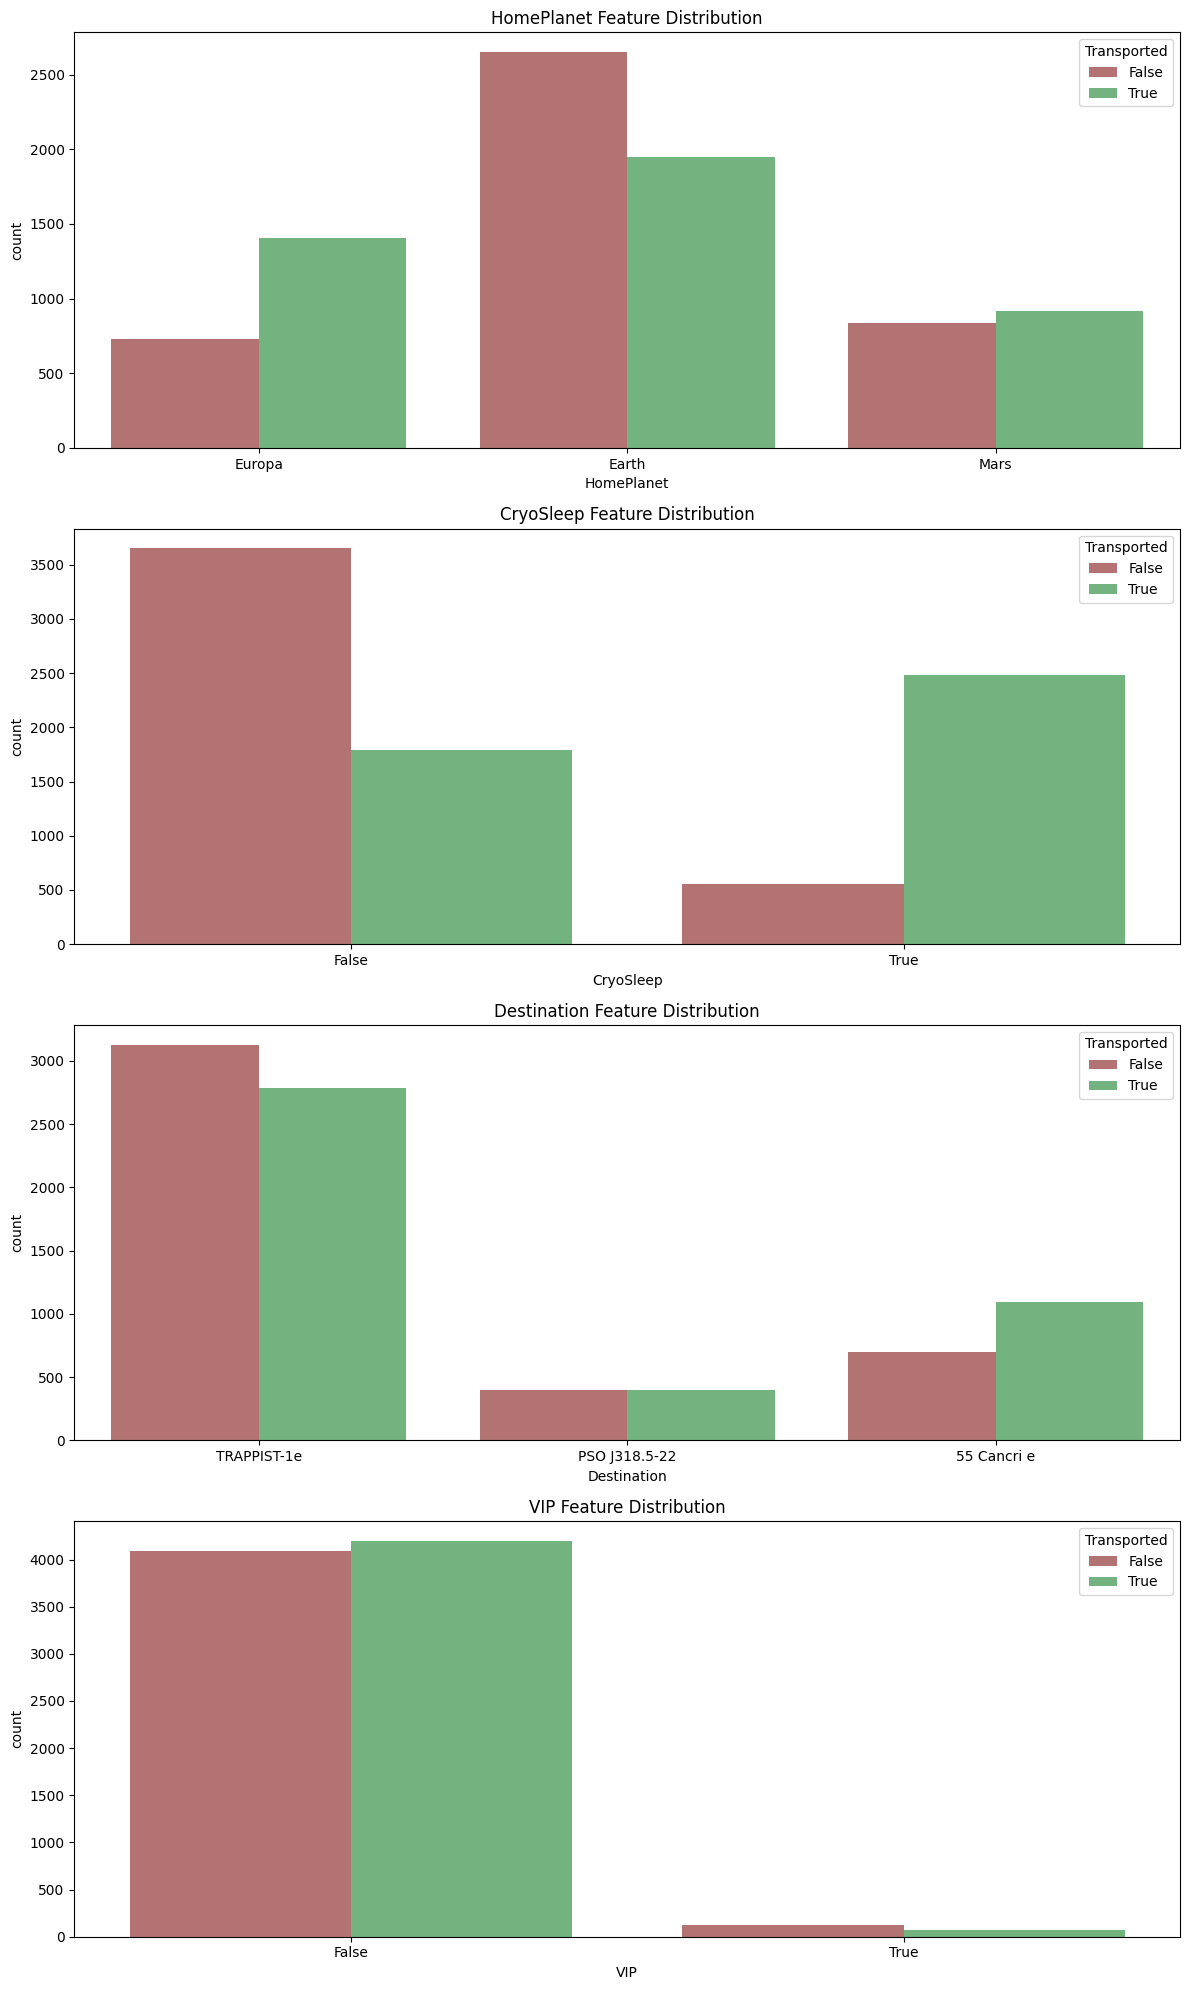 HomePlanet Feature Distribution
Transported
False
True
2500
2000
1500
1000
500
0
count
Europa Earth Mars
HomePlanet
CryoSleep Feature Distribution
Transported
False
True
3500
3000
2500
2000
1500
1000
500
0
count
False True
CryoSleep
Destination Feature Distribution
Transported
False
True
3000
2500
2000
1500
1000
500
0
count
TRAPPIST-1e PSO J318.5-22 55 Cancri e
Destination
VIP Feature Distribution
Transported
False
True
4000
3500
3000
2500
2000
1500
1000
500
0
count
False True
VIP